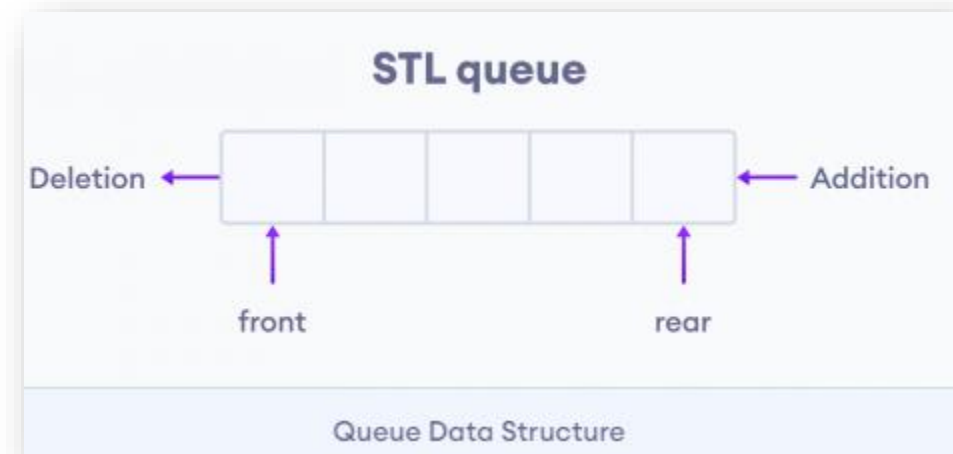 STL queue
Deletion
Addition
front
rear
Queue Data Structure